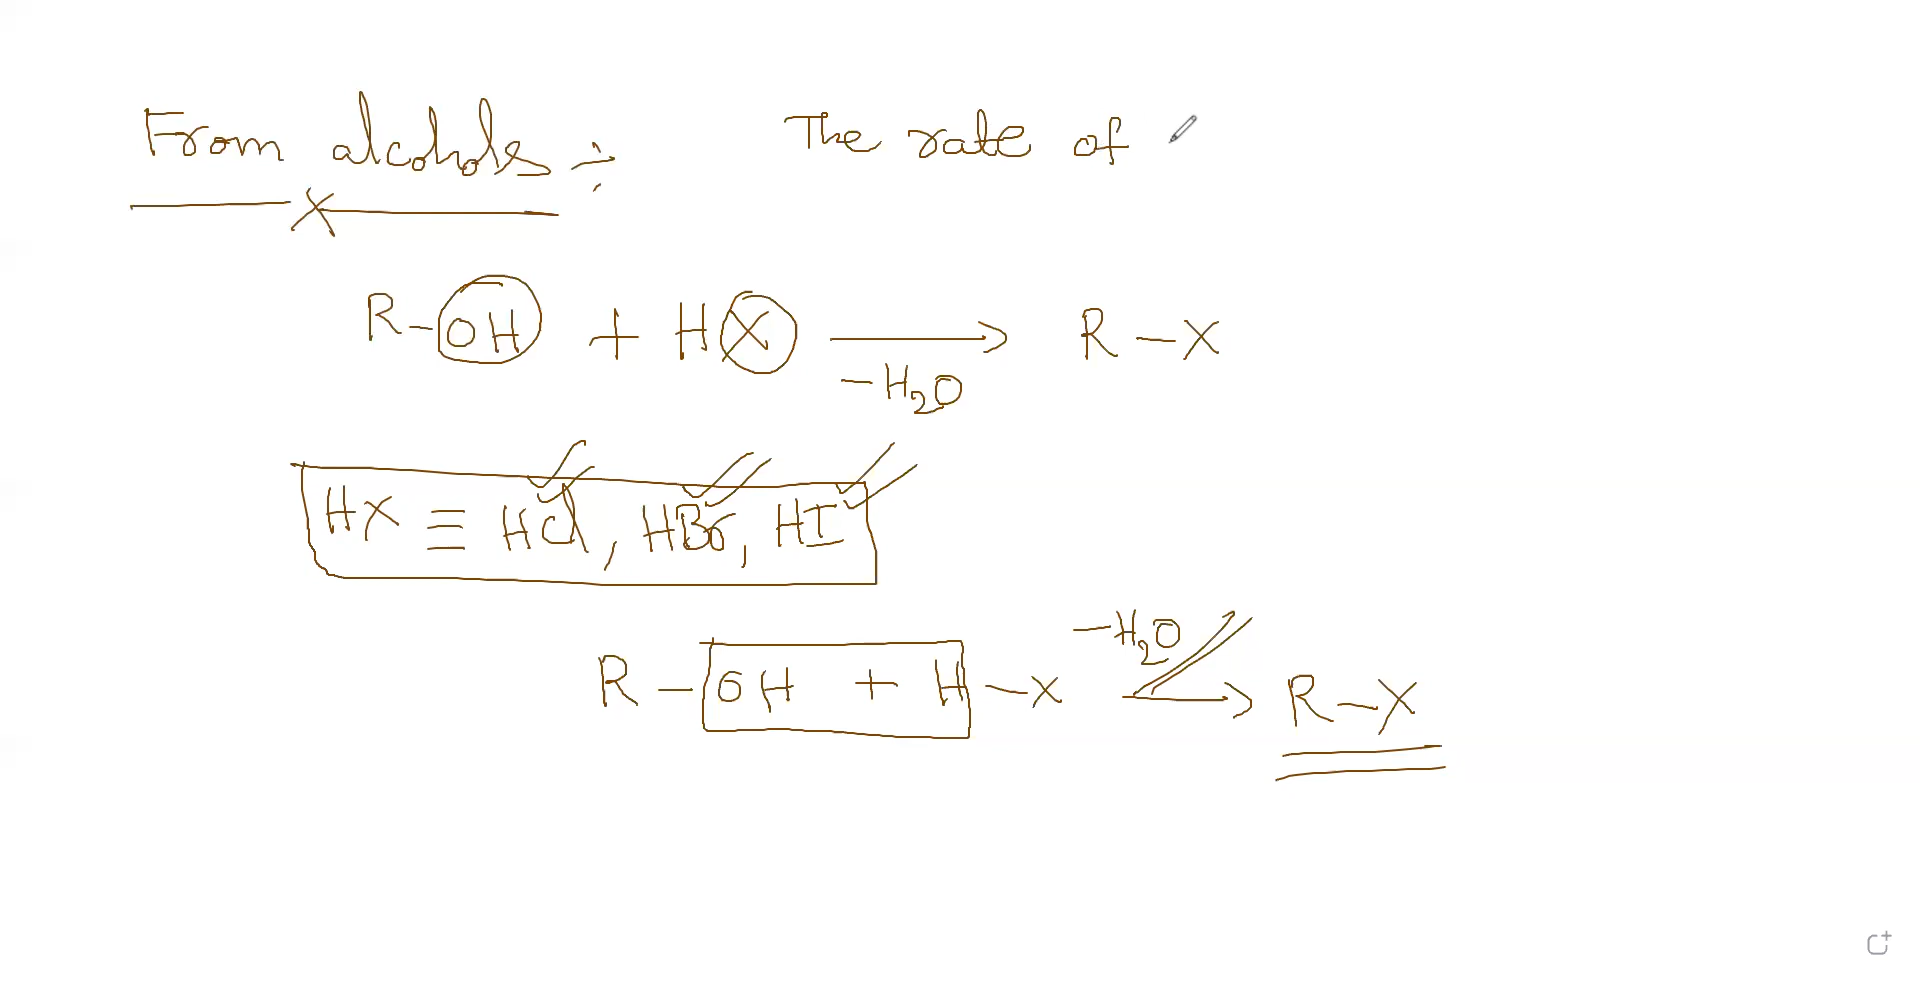 From alcohols :-
The rate of
R-OH + HX → R-X
-H₂O
HX ≡ HCl, HBr, HI
R-OH + H-X → R-X
-H₂O